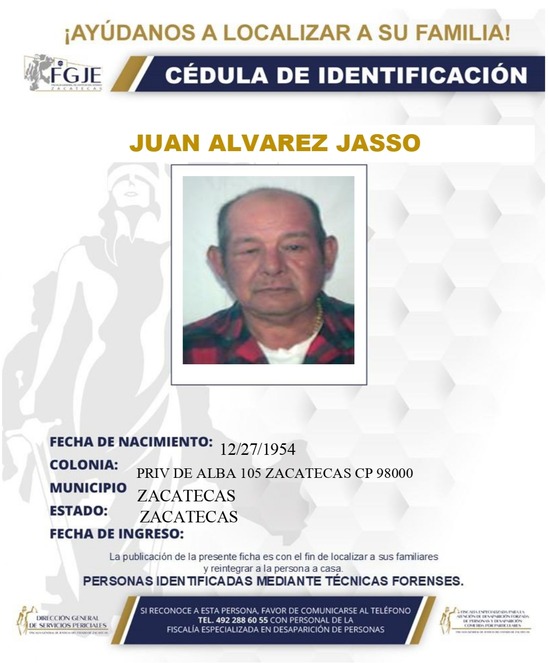 ¡AYÚDANOS A LOCALIZAR A SU FAMILIA!
FGJE
ZACATECAS
CÉDULA DE IDENTIFICACIÓN
JUAN ALVAREZ JASSO
FECHA DE NACIMIENTO: 12/27/1954
COLONIA: PRIV DE ALBA 105 ZACATECAS CP 98000
MUNICIPIO ZACATECAS
ESTADO: ZACATECAS
FECHA DE INGRESO:
La publicación de la presente ficha es con el fin de localizar a sus familiares
y reintegrar a la persona a casa.
PERSONAS IDENTIFICADAS MEDIANTE TÉCNICAS FORENSES.
DIRECCIÓN GENERAL
DE SERVICIOS PERICIALES
SI RECONOCE A ESTA PERSONA, FAVOR DE COMUNICARSE AL TELÉFONO
TEL. 492 288 60 55 CON PERSONAL DE LA
FISCALÍA ESPECIALIZADA EN DESAPARICIÓN DE PERSONAS